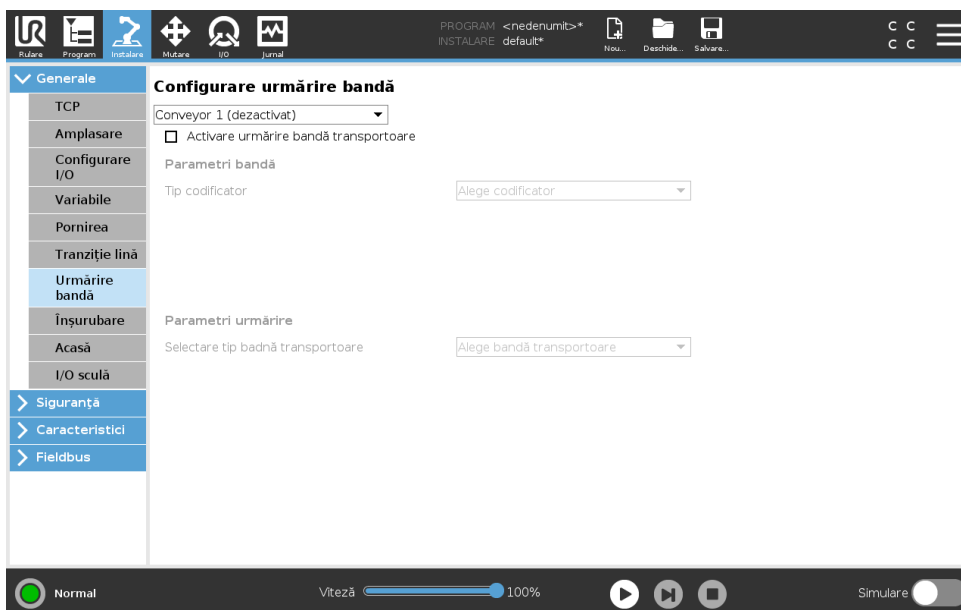 PROGRAM <nedenumit>*
INSTALARE default*
Rulare Program Instalare Mutare I/O Jurnal Nou... Deschide... Salvare...
C C
C C
Generale
TCP
Amplasare
Configurare
I/O
Variabile
Pornirea
Tranziție lină
Urmărire
bandă
Înșurubare
Acasă
I/O sculă
Siguranță
Caracteristici
Fieldbus
Configurare urmărire bandă
Conveyor 1 (dezactivat)
Activare urmărire bandă transportoare
Parametri bandă
Tip codificator Alege codificator
Parametri urmărire
Selectare tip badnă transportoare Alege bandă transportoare
Normal Viteză 100% Simulare